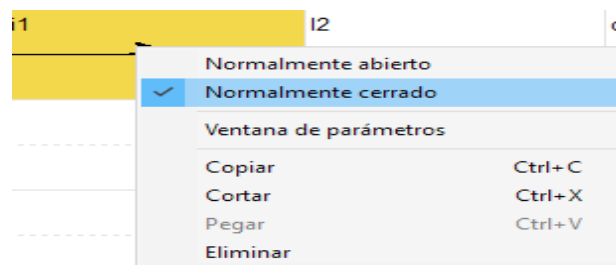 i1 I2
Normalmente abierto
Normalmente cerrado
Ventana de parámetros
Copiar Ctrl+C
Cortar Ctrl+X
Pegar Ctrl+V
Eliminar